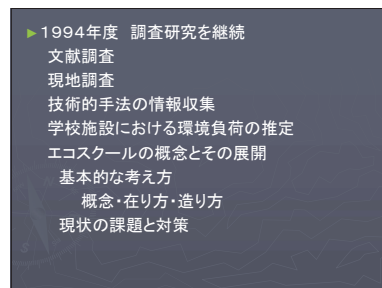 ►1994年度 調査研究を継続
文献調査
現地調査
技術的手法の情報収集
学校施設における環境負荷の推定
エコスクールの概念とその展開
基本的な考え方
概念・在り方・造り方
現状の課題と対策